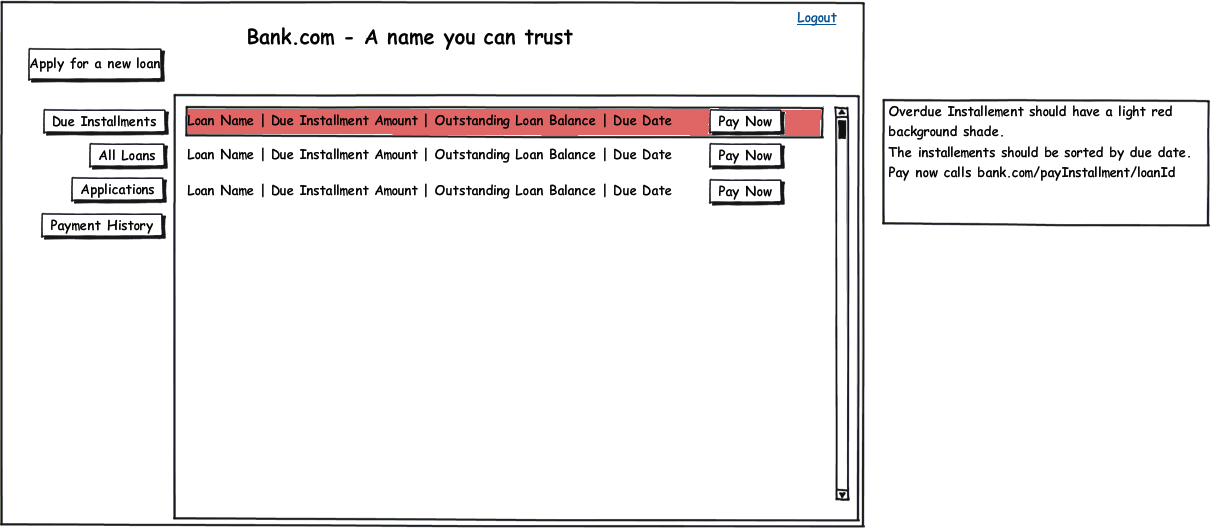 Logout
Bank.com - A name you can trust
Apply for a new loan
Due Installments
All Loans
Applications
Payment History
Loan Name | Due Installment Amount | Outstanding Loan Balance | Due Date Pay Now
Loan Name | Due Installment Amount | Outstanding Loan Balance | Due Date Pay Now
Loan Name | Due Installment Amount | Outstanding Loan Balance | Due Date Pay Now
Overdue Installement should have a light red
background shade.
The installements should be sorted by due date.
Pay now calls bank.com/payInstallment/loanId